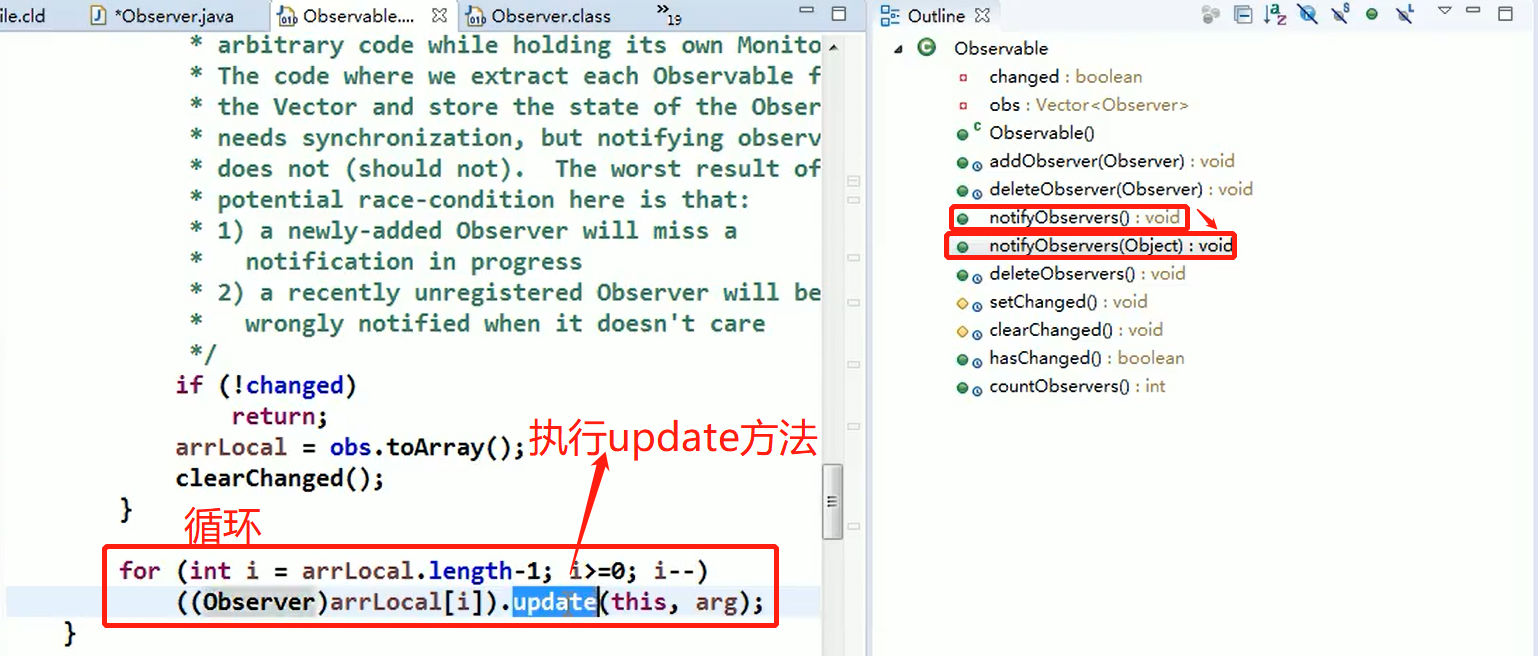 ile.cld
*Observer.java
Observable....
Observer.class
»19
* arbitrary code while holding its own Monito
* The code where we extract each Observable f
* the Vector and store the state of the Obser
* needs synchronization, but notifying observ
* does not (should not).  The worst result of
* potential race-condition here is that:
* 1) a newly-added Observer will miss a
*   notification in progress
* 2) a recently unregistered Observer will be
*   wrongly notified when it doesn't care
*/
if (!changed)
return;
arrLocal = obs.toArray();
执行update方法
clearChanged();
}
循环
for (int i = arrLocal.length-1; i>=0; i--)
((Observer)arrLocal[i]).update(this, arg);
}
Outline
Observable
changed : boolean
obs : Vector<Observer>
Observable()
addObserver(Observer) : void
deleteObserver(Observer) : void
notifyObservers() : void
notifyObservers(Object) : void
deleteObservers() : void
setChanged() : void
clearChanged() : void
hasChanged() : boolean
countObservers() : int